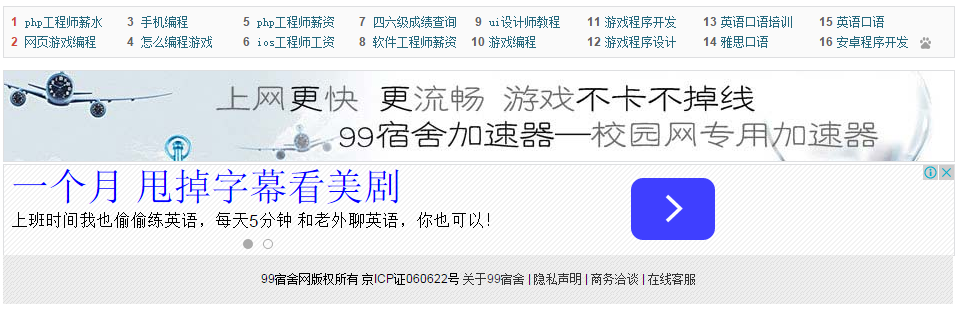 1 php工程师薪水 3 手机编程 5 php工程师薪资 7 四六级成绩查询 9 ui设计师教程 11 游戏程序开发 13 英语口语培训 15 英语口语
2 网页游戏编程 4 怎么编程游戏 6 ios工程师工资 8 软件工程师薪资 10 游戏编程 12 游戏程序设计 14 雅思口语 16 安卓程序开发
上网更快 更流畅 游戏不卡不掉线
99宿舍加速器—校园网专用加速器
一个月 甩掉字幕看美剧
上班时间我也偷偷练英语，每天5分钟 和老外聊英语，你也可以！
99宿舍网版权所有 京ICP证060622号 关于99宿舍 | 隐私声明 | 商务洽谈 | 在线客服